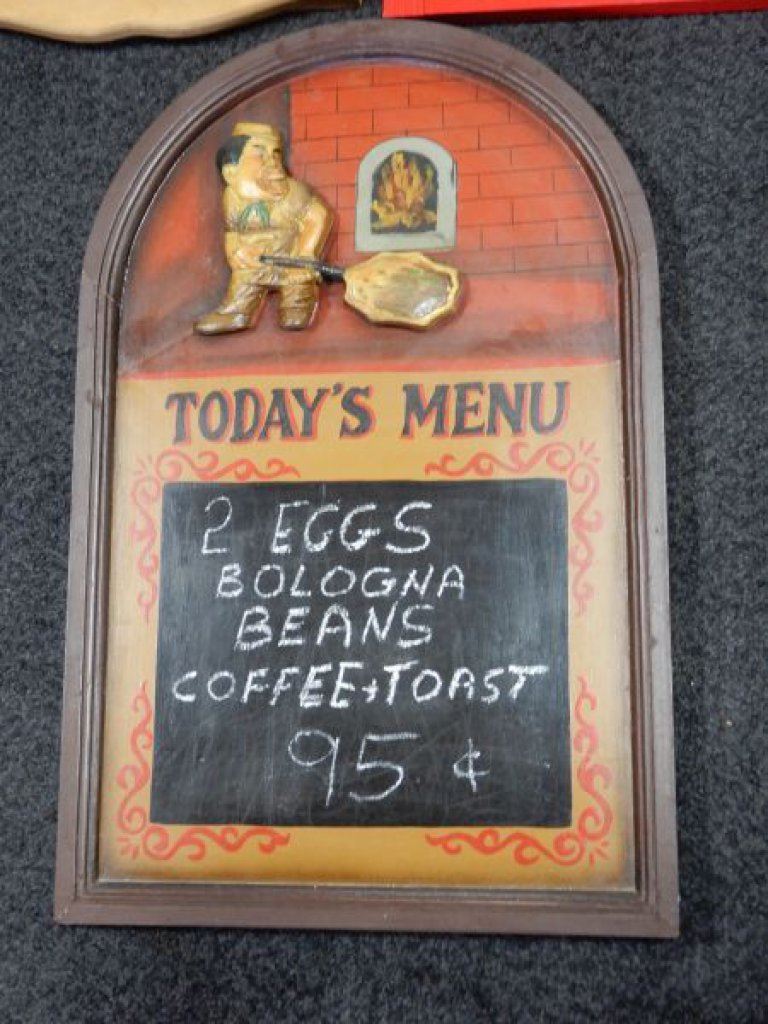 TODAY'S MENU
2 EGGS
BOLOGNA
BEANS
COFFEE+TOAST
95 ¢